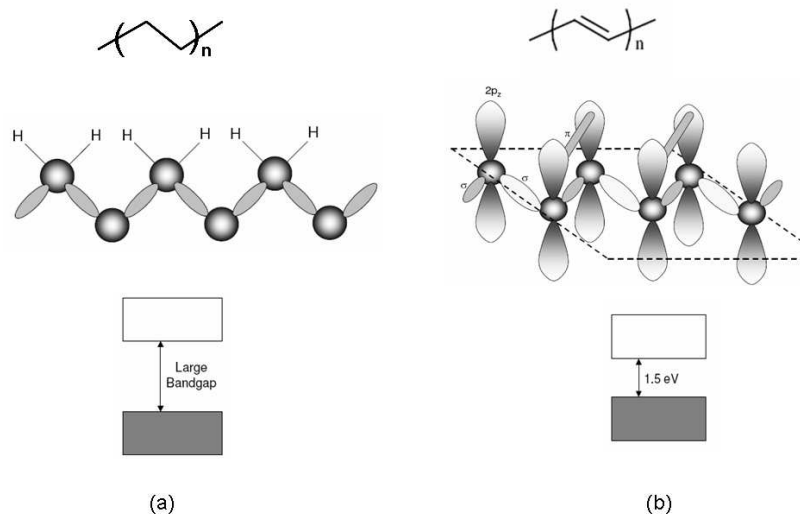 n
n
H H H H H H
2pz
π
σ
σ
Large
Bandgap
1.5 eV
(a)
(b)